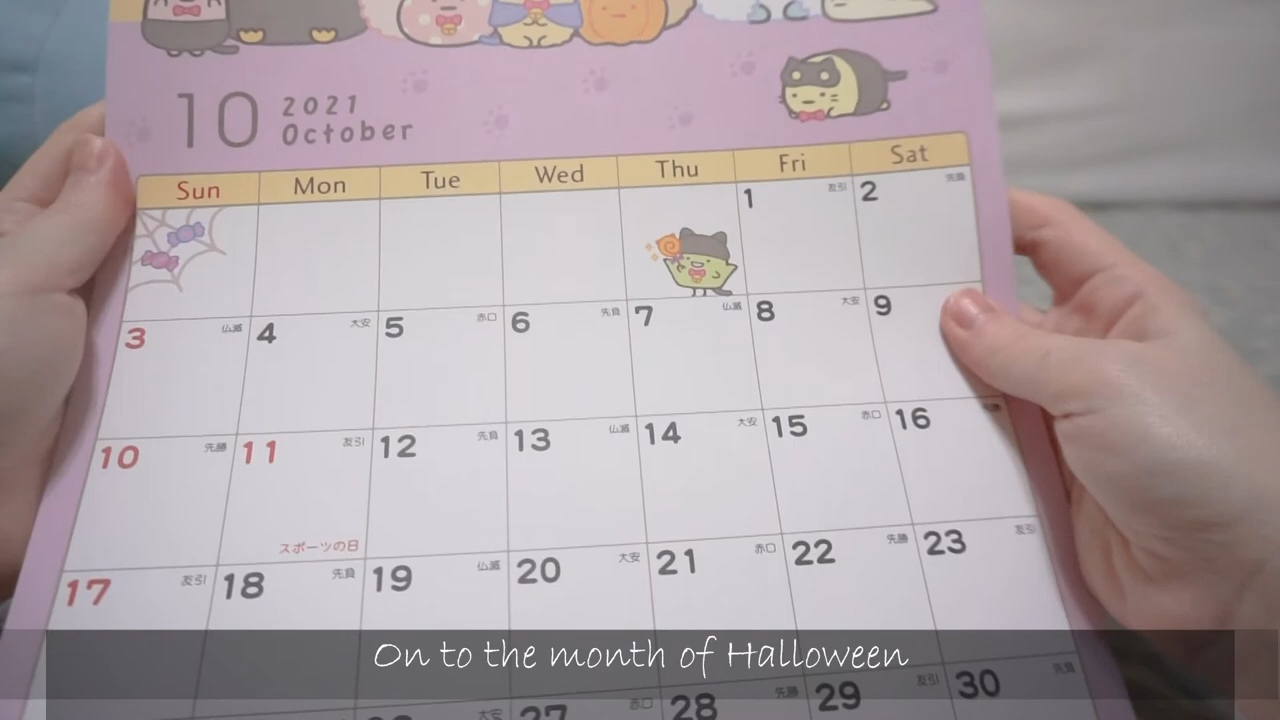 10
2021
October
Sun Mon Tue Wed Thu Fri Sat
1 友引 2 先負
3 仏滅 4 大安 5 赤口 6 先負 7 仏滅 8 大安 9
10 先勝 11 友引 12 先負 13 仏滅 14 大安 15 赤口 16
スポーツの日
17 友引 18 先負 19 仏滅 20 大安 21 赤口 22 先勝 23 友引
大安 27 赤口 28 先勝 29 友引 30 先負
On to the month of Halloween